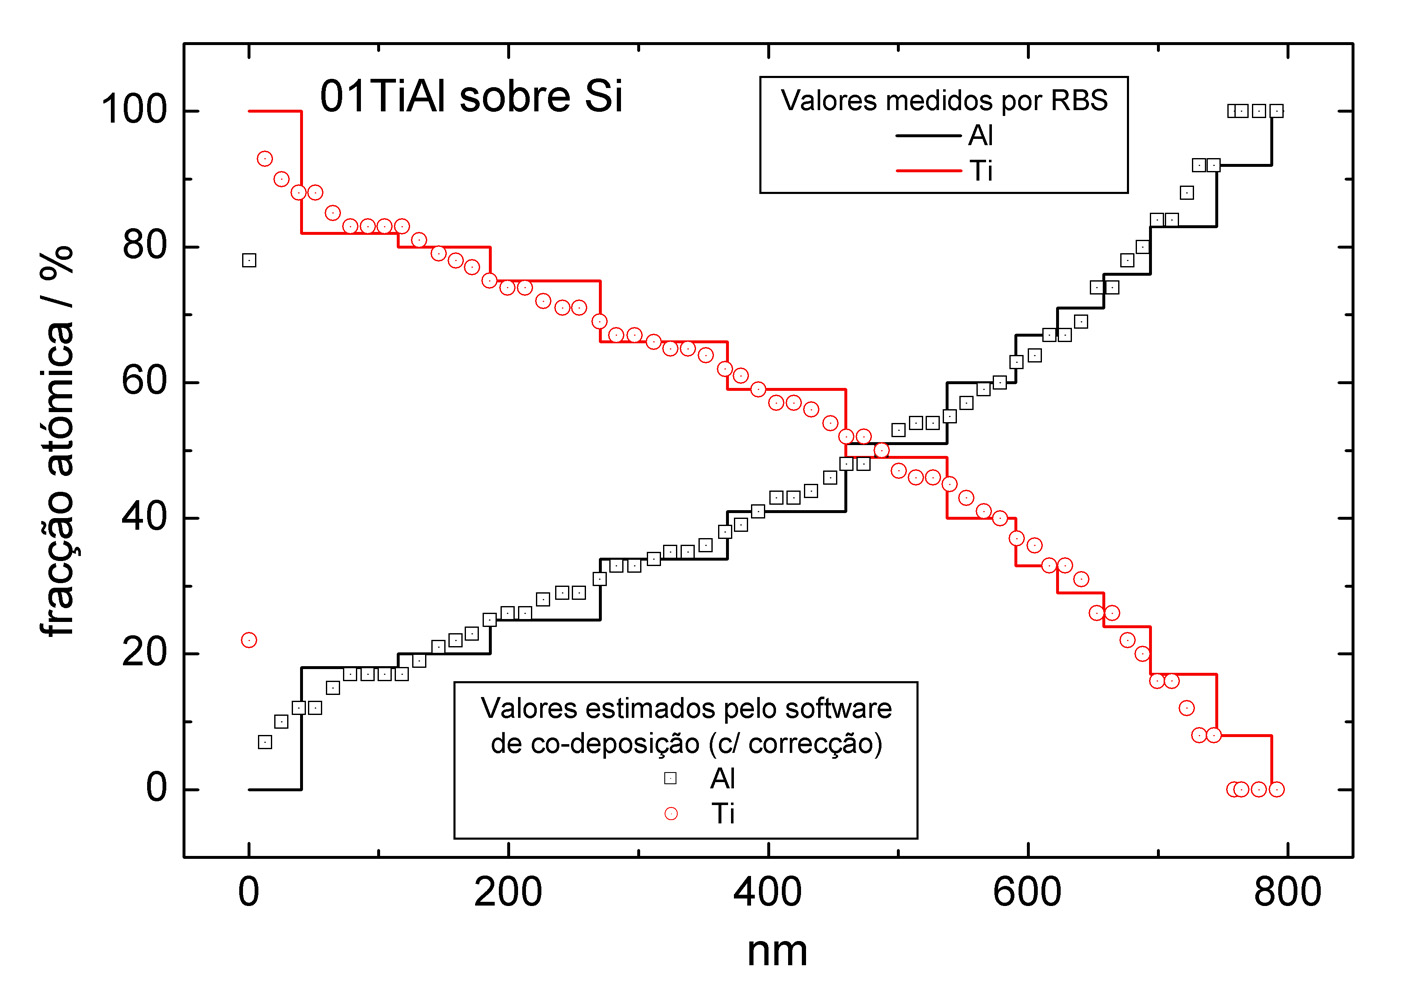 01TiAl sobre Si
Valores medidos por RBS
Al
Ti
100
80
60
40
20
0
fracção atómica / %
Valores estimados pelo software
de co-deposição (c/ correcção)
Al
Ti
0 200 400 600 800
nm